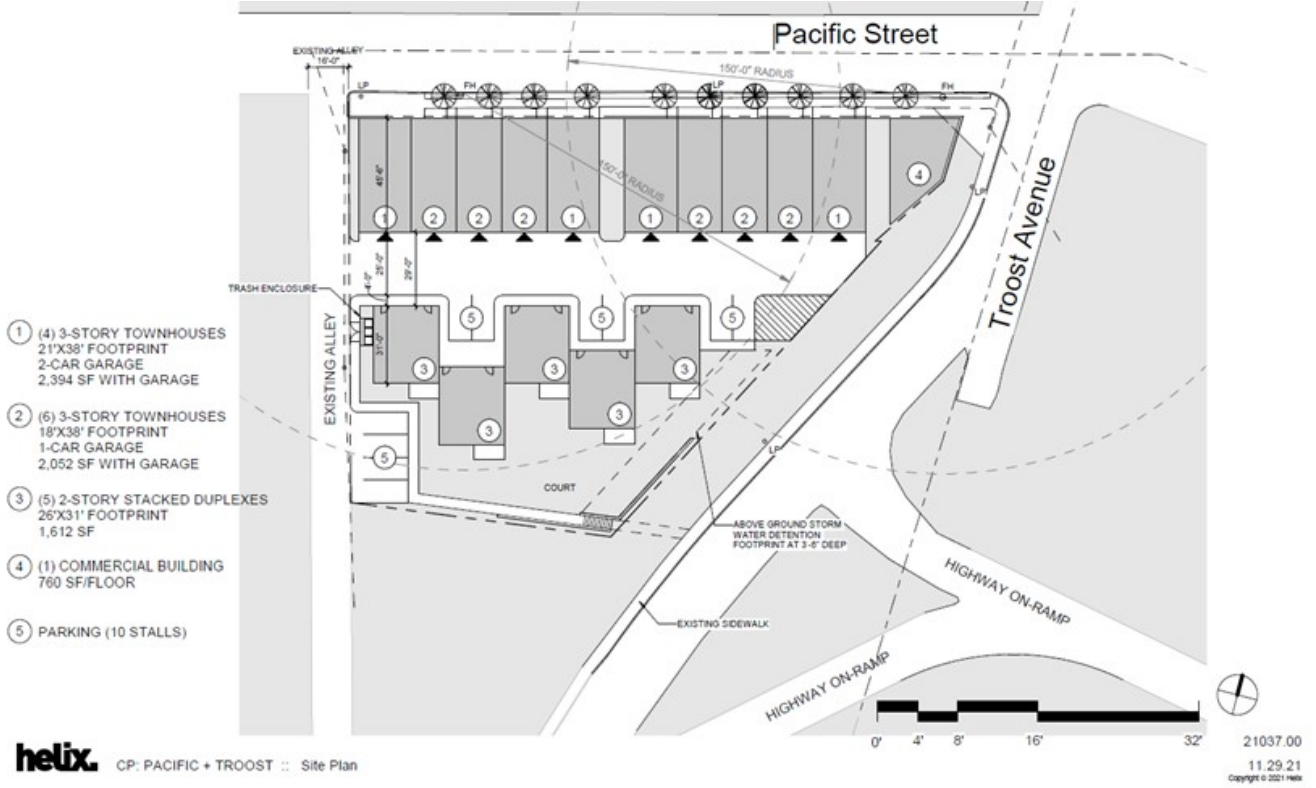 Pacific Street
EXISTING ALLEY
16'-0"
LP
FH
LP
FH
150'-0" RADIUS
150'-0" RADIUS
45'-6"
4
LP
Troost Avenue
1
2
2
2
1
1
2
2
2
1
25'-0"
29'-0"
TRASH ENCLOSURE
5
5
5
31'-0"
EXISTING ALLEY
3
3
3
3
3
5
LP
COURT
ABOVE GROUND STORM
WATER DETENTION
FOOTPRINT AT 3'-6" DEEP
EXISTING SIDEWALK
HIGHWAY ON-RAMP
HIGHWAY ON-RAMP
1 (4) 3-STORY TOWNHOUSES
21'X38' FOOTPRINT
2-CAR GARAGE
2,394 SF WITH GARAGE
2 (6) 3-STORY TOWNHOUSES
18'X38' FOOTPRINT
1-CAR GARAGE
2,052 SF WITH GARAGE
3 (5) 2-STORY STACKED DUPLEXES
26'X31' FOOTPRINT
1,612 SF
4 (1) COMMERCIAL BUILDING
760 SF/FLOOR
5 PARKING (10 STALLS)
0' 4' 8' 16' 32'
helix.
CP: PACIFIC + TROOST :: Site Plan
21037.00
11.29.21
Copyright © 2021 Helix